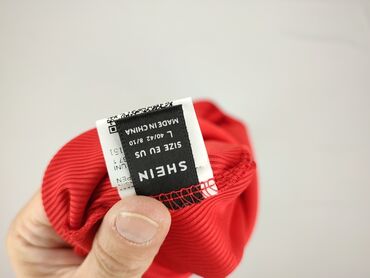 SHEIN
SIZE EU US
L 40/42 8/10
MADE IN CHINA